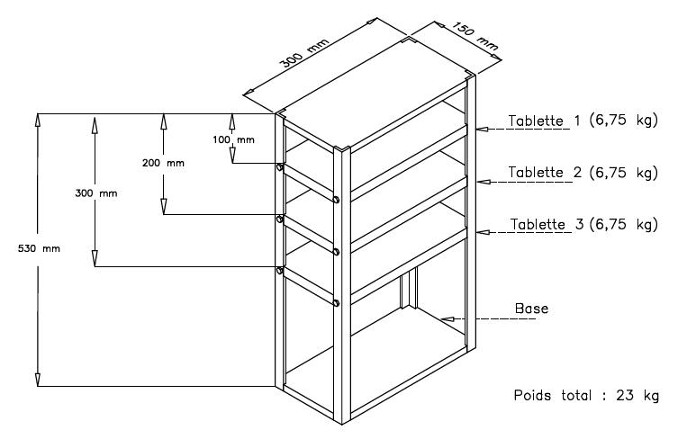 300 mm
150 mm
Tablette 1 (6,75 kg)
100 mm
200 mm
Tablette 2 (6,75 kg)
300 mm
Tablette 3 (6,75 kg)
530 mm
Base
Poids total : 23 kg